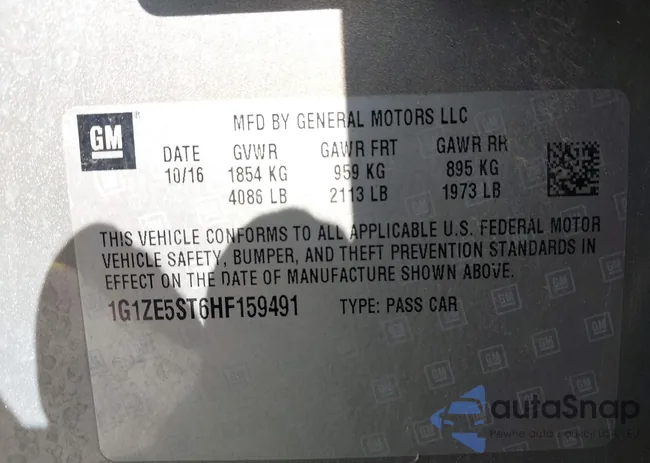 GM
MFD BY GENERAL MOTORS LLC
DATE GVWR GAWR FRT GAWR RR
10/16 1854 KG 959 KG 895 KG
4086 LB 2113 LB 1973 LB
THIS VEHICLE CONFORMS TO ALL APPLICABLE U.S. FEDERAL MOTOR
VEHICLE SAFETY, BUMPER, AND THEFT PREVENTION STANDARDS IN
EFFECT ON THE DATE OF MANUFACTURE SHOWN ABOVE.
1G1ZE5ST6HF159491 TYPE: PASS CAR
autaSnap
Pewne auta